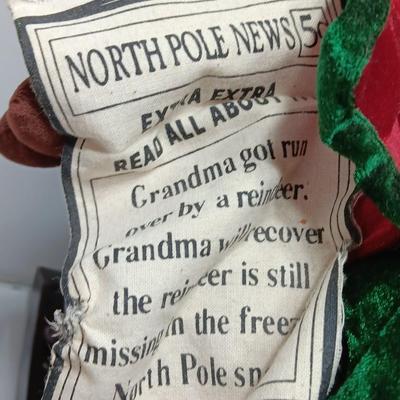 NORTH POLE NEWS 5¢
EXTRA EXTRA
READ ALL ABOUT
Grandma got run
over by a reindeer.
Grandma will recover
the reindeer is still
missing in the
North Pole